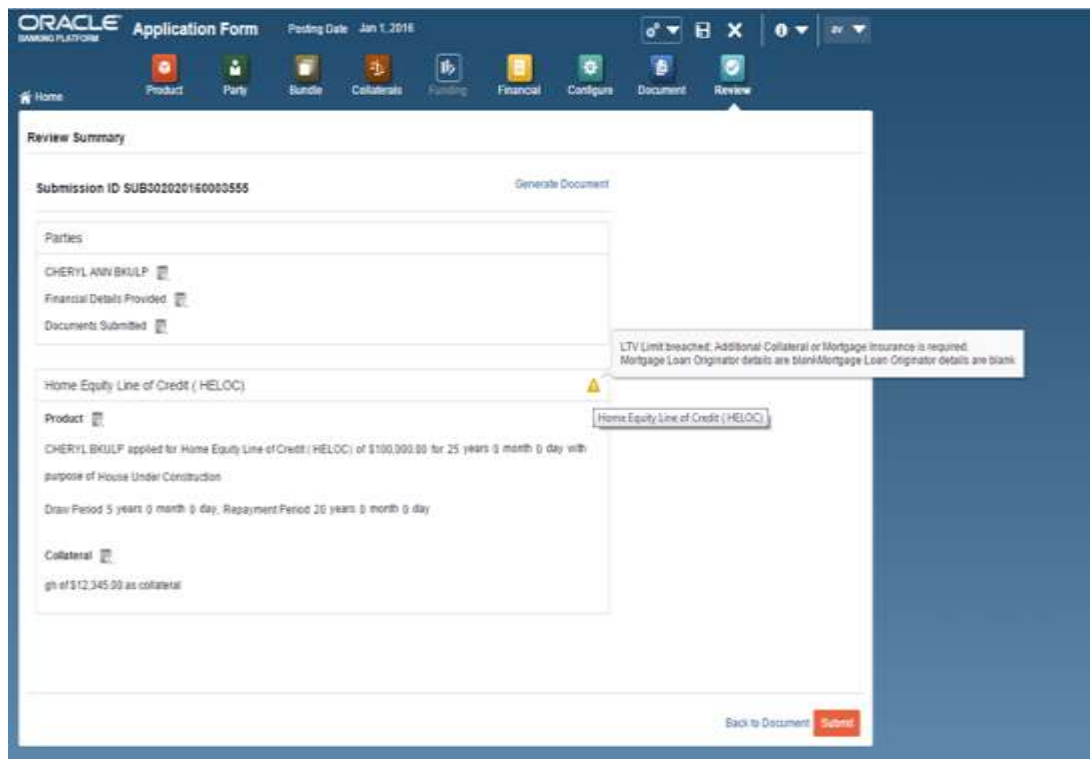 ORACLE
BANKING PLATFORM
Application Form
Posting Date Jan 1, 2016
Home
Product
Party
Bundle
Collaterals
Funding
Financial
Configure
Document
Review
Review Summary
Submission ID SUB302020160003555
Generate Document
Parties
CHERYL ANN BKULP
Financial Details Provided
Documents Submitted
LTV Limit breached; Additional Collateral or Mortgage Insurance is required.
Mortgage Loan Originator details are blankMortgage Loan Originator details are blank
Home Equity Line of Credit ( HELOC)
Home Equity Line of Credit ( HELOC)
Product
CHERYL BKULP applied for Home Equity Line of Credit ( HELOC) of $100,000.00 for 25 years 0 month 0 day with
purpose of House Under Construction
Draw Period 5 years 0 month 0 day, Repayment Period 20 years 0 month 0 day
Collateral
gh of $12,345.00 as collateral
Back to Document
Submit